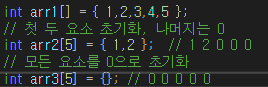 int arr1[] = { 1,2,3,4,5 };
// 첫 두 요소 초기화, 나머지는 0
int arr2[5] = { 1,2 };  // 1 2 0 0 0
// 모든 요소를 0으로 초기화
int arr3[5] = {}; // 0 0 0 0 0